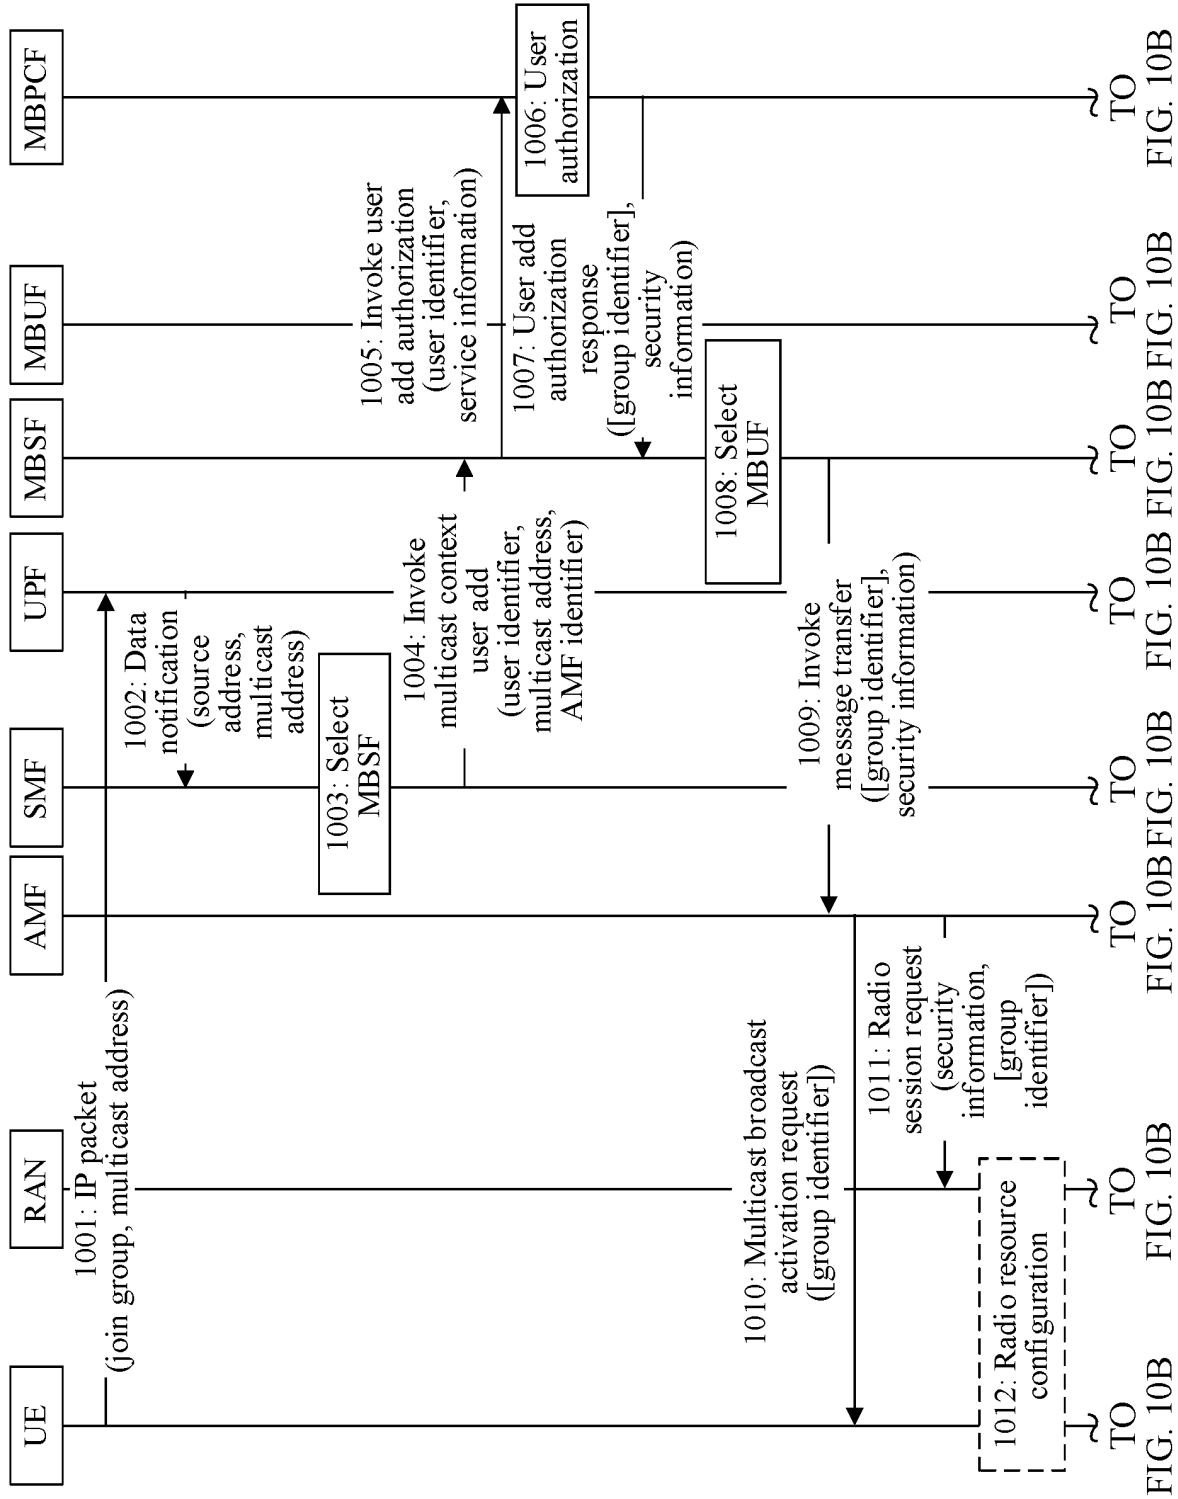 UE
RAN
AMF
SMF
UPF
MBSF
MBUF
MBPCF
1001: IP packet
(join group, multicast address)
1002: Data
notification
(source
address,
multicast
address)
1003: Select
MBSF
1004: Invoke
multicast context
user add
(user identifier,
multicast address,
AMF identifier)
1005: Invoke user
add authorization
(user identifier,
service information)
1006: User
authorization
1007: User add
authorization
response
([group identifier],
security
information)
1008: Select
MBUF
1009: Invoke
message transfer
([group identifier],
security information)
1010: Multicast broadcast
activation request
([group identifier])
1011: Radio
session request
(security
information,
[group
identifier])
1012: Radio resource
configuration
TO
FIG. 10B
TO
FIG. 10B
TO
FIG. 10B
TO
FIG. 10B
TO
FIG. 10B
TO
FIG. 10B
TO
FIG. 10B
TO
FIG. 10B